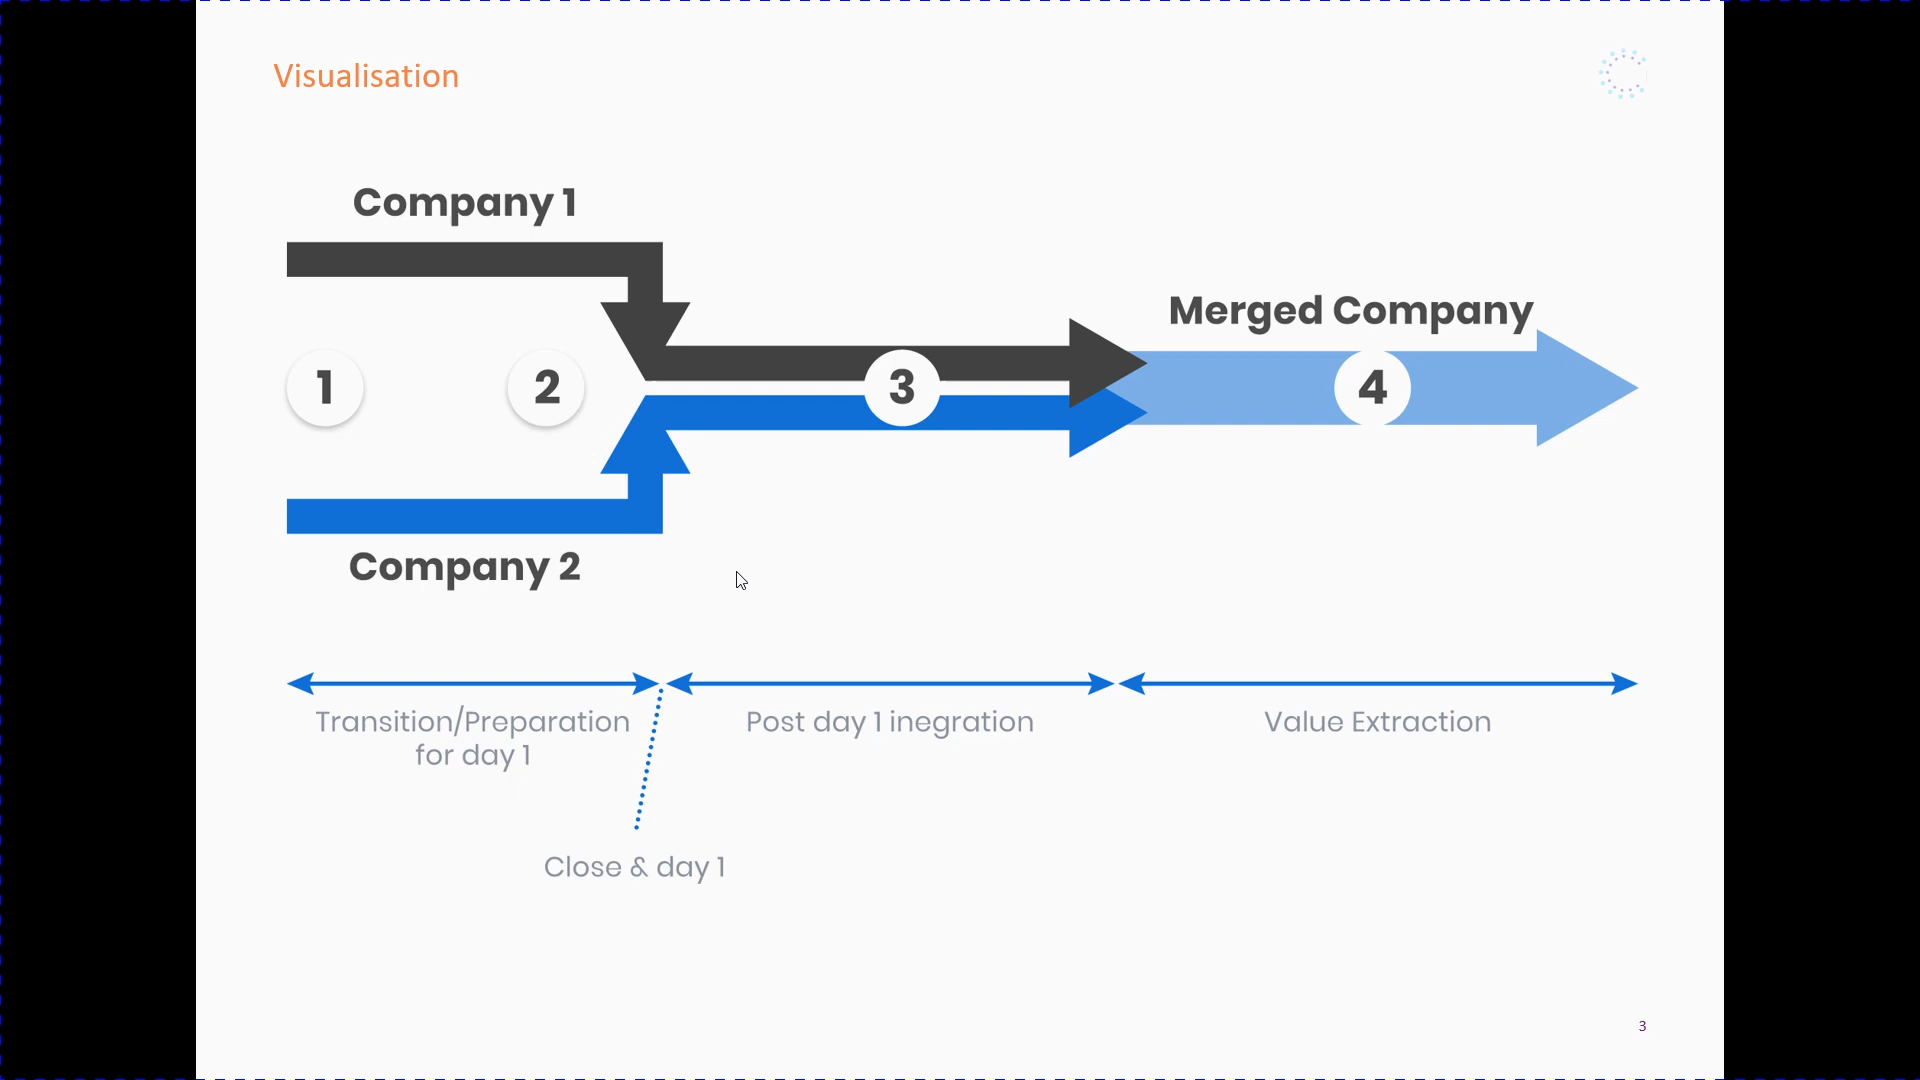 Visualisation
Company 1
Merged Company
1
2
3
4
Company 2
Transition/Preparation
for day 1
Post day 1 inegration
Value Extraction
Close & day 1
3